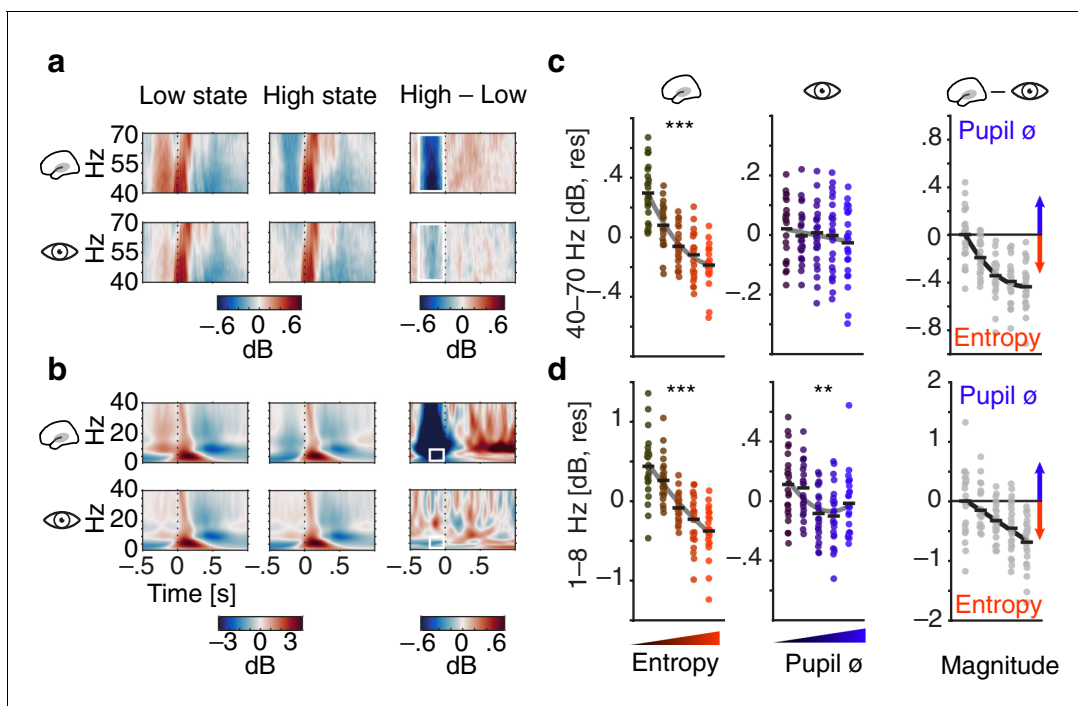 a
Low state
High state
High – Low
70
55
40
Hz
70
55
40
Hz
–.6 0 .6
dB
–.6 0 .6
dB
b
40
20
0
Hz
40
20
0
Hz
–.5 0 .5
–.5 0 .5
–.5 0 .5
Time [s]
–3 0 3
dB
–.6 0 .6
dB
c
40–70 Hz [dB, res]
.4
0
–.4
***
.2
0
–.2
–
.8
.4
0
–.4
–.8
Pupil ø
Entropy
d
1–8 Hz [dB, res]
1
0
–1
***
.4
0
–.4
**
2
1
0
–1
–2
Pupil ø
Entropy
Entropy
Pupil ø
Magnitude